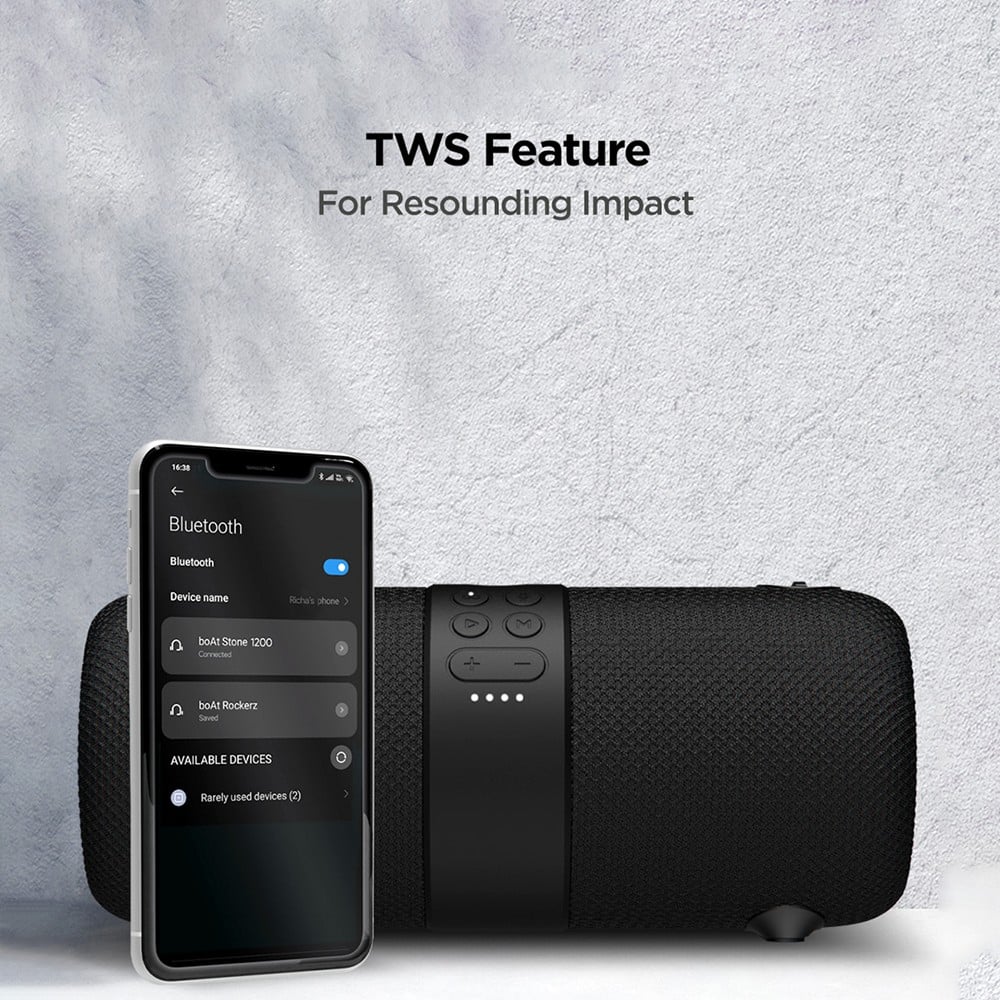 TWS Feature
For Resounding Impact
16:38
Bluetooth
Bluetooth
Device name Richa's phone >
boAt Stone 1200
Connected
boAt Rockerz
Saved
AVAILABLE DEVICES
Rarely used devices (2)
M
+ −